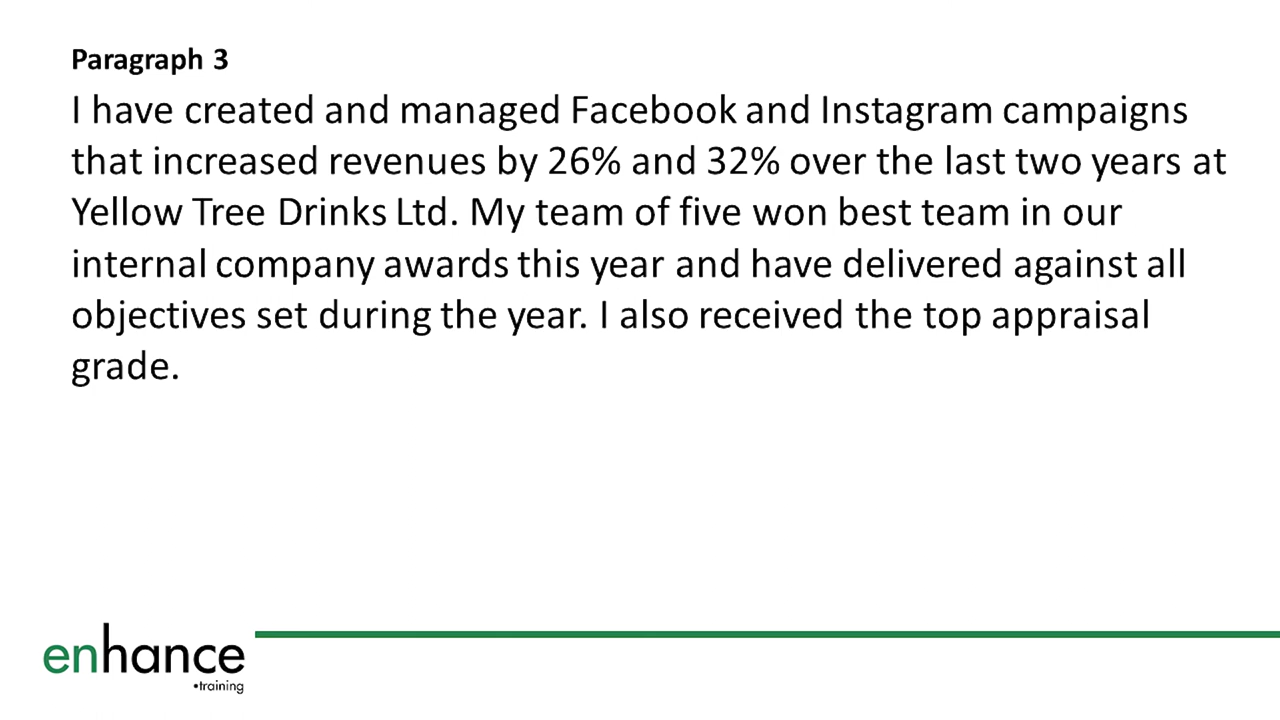 Paragraph 3
I have created and managed Facebook and Instagram campaigns
that increased revenues by 26% and 32% over the last two years at
Yellow Tree Drinks Ltd. My team of five won best team in our
internal company awards this year and have delivered against all
objectives set during the year. I also received the top appraisal
grade.
enhance
•training